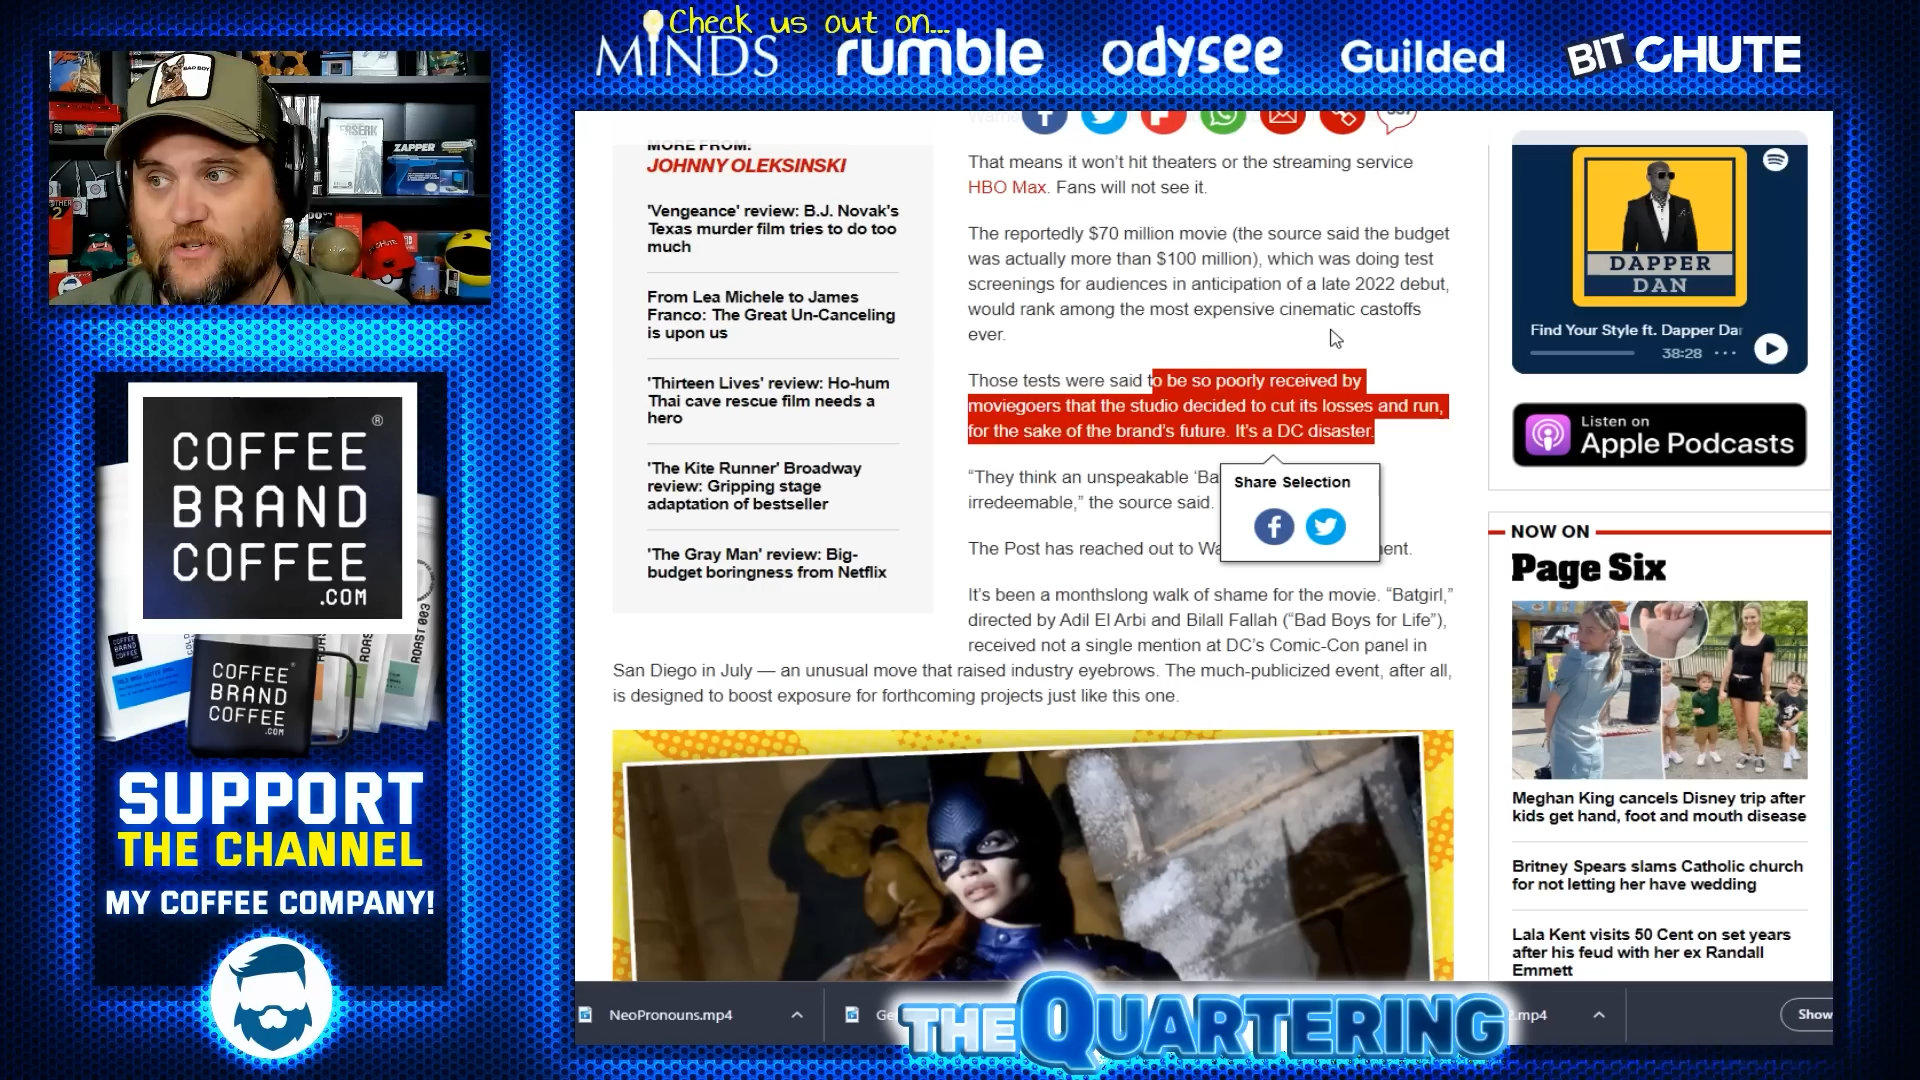 Check us out on...
MINDS
rumble
odysee
Guilded
BITCHUTE
BAD BOY
BERSERK
ZAPPER
COFFEE
BRAND
COFFEE
.COM
®
COFFEE
BRAND
COFFEE
.COM
ROAST 003
SUPPORT
THE CHANNEL
MY COFFEE COMPANY!
MORE FROM:
JOHNNY OLEKSINSKI
'Vengeance' review: B.J. Novak's
Texas murder film tries to do too
much
From Lea Michele to James
Franco: The Great Un-Canceling
is upon us
'Thirteen Lives' review: Ho-hum
Thai cave rescue film needs a
hero
'The Kite Runner' Broadway
review: Gripping stage
adaptation of bestseller
'The Gray Man' review: Big-
budget boringness from Netflix
That means it won't hit theaters or the streaming service
HBO Max. Fans will not see it.
The reportedly $70 million movie (the source said the budget
was actually more than $100 million), which was doing test
screenings for audiences in anticipation of a late 2022 debut,
would rank among the most expensive cinematic castoffs
ever.
Those tests were said to be so poorly received by
moviegoers that the studio decided to cut its losses and run,
for the sake of the brand's future. It's a DC disaster.
“They think an unspeakable ‘Ba
irredeemable,” the source said.
Share Selection
The Post has reached out to Wa
ent.
It's been a monthslong walk of shame for the movie. “Batgirl,”
directed by Adil El Arbi and Bilall Fallah (“Bad Boys for Life”),
received not a single mention at DC's Comic-Con panel in
San Diego in July — an unusual move that raised industry eyebrows. The much-publicized event, after all,
is designed to boost exposure for forthcoming projects just like this one.
DAPPER
DAN
Find Your Style ft. Dapper Dar
38:28
Listen on
Apple Podcasts
NOW ON
Page Six
Meghan King cancels Disney trip after
kids get hand, foot and mouth disease
Britney Spears slams Catholic church
for not letting her have wedding
Lala Kent visits 50 Cent on set years
after his feud with her ex Randall
Emmett
NeoPronouns.mp4
Ge
.mp4
Show
THE QUARTERING